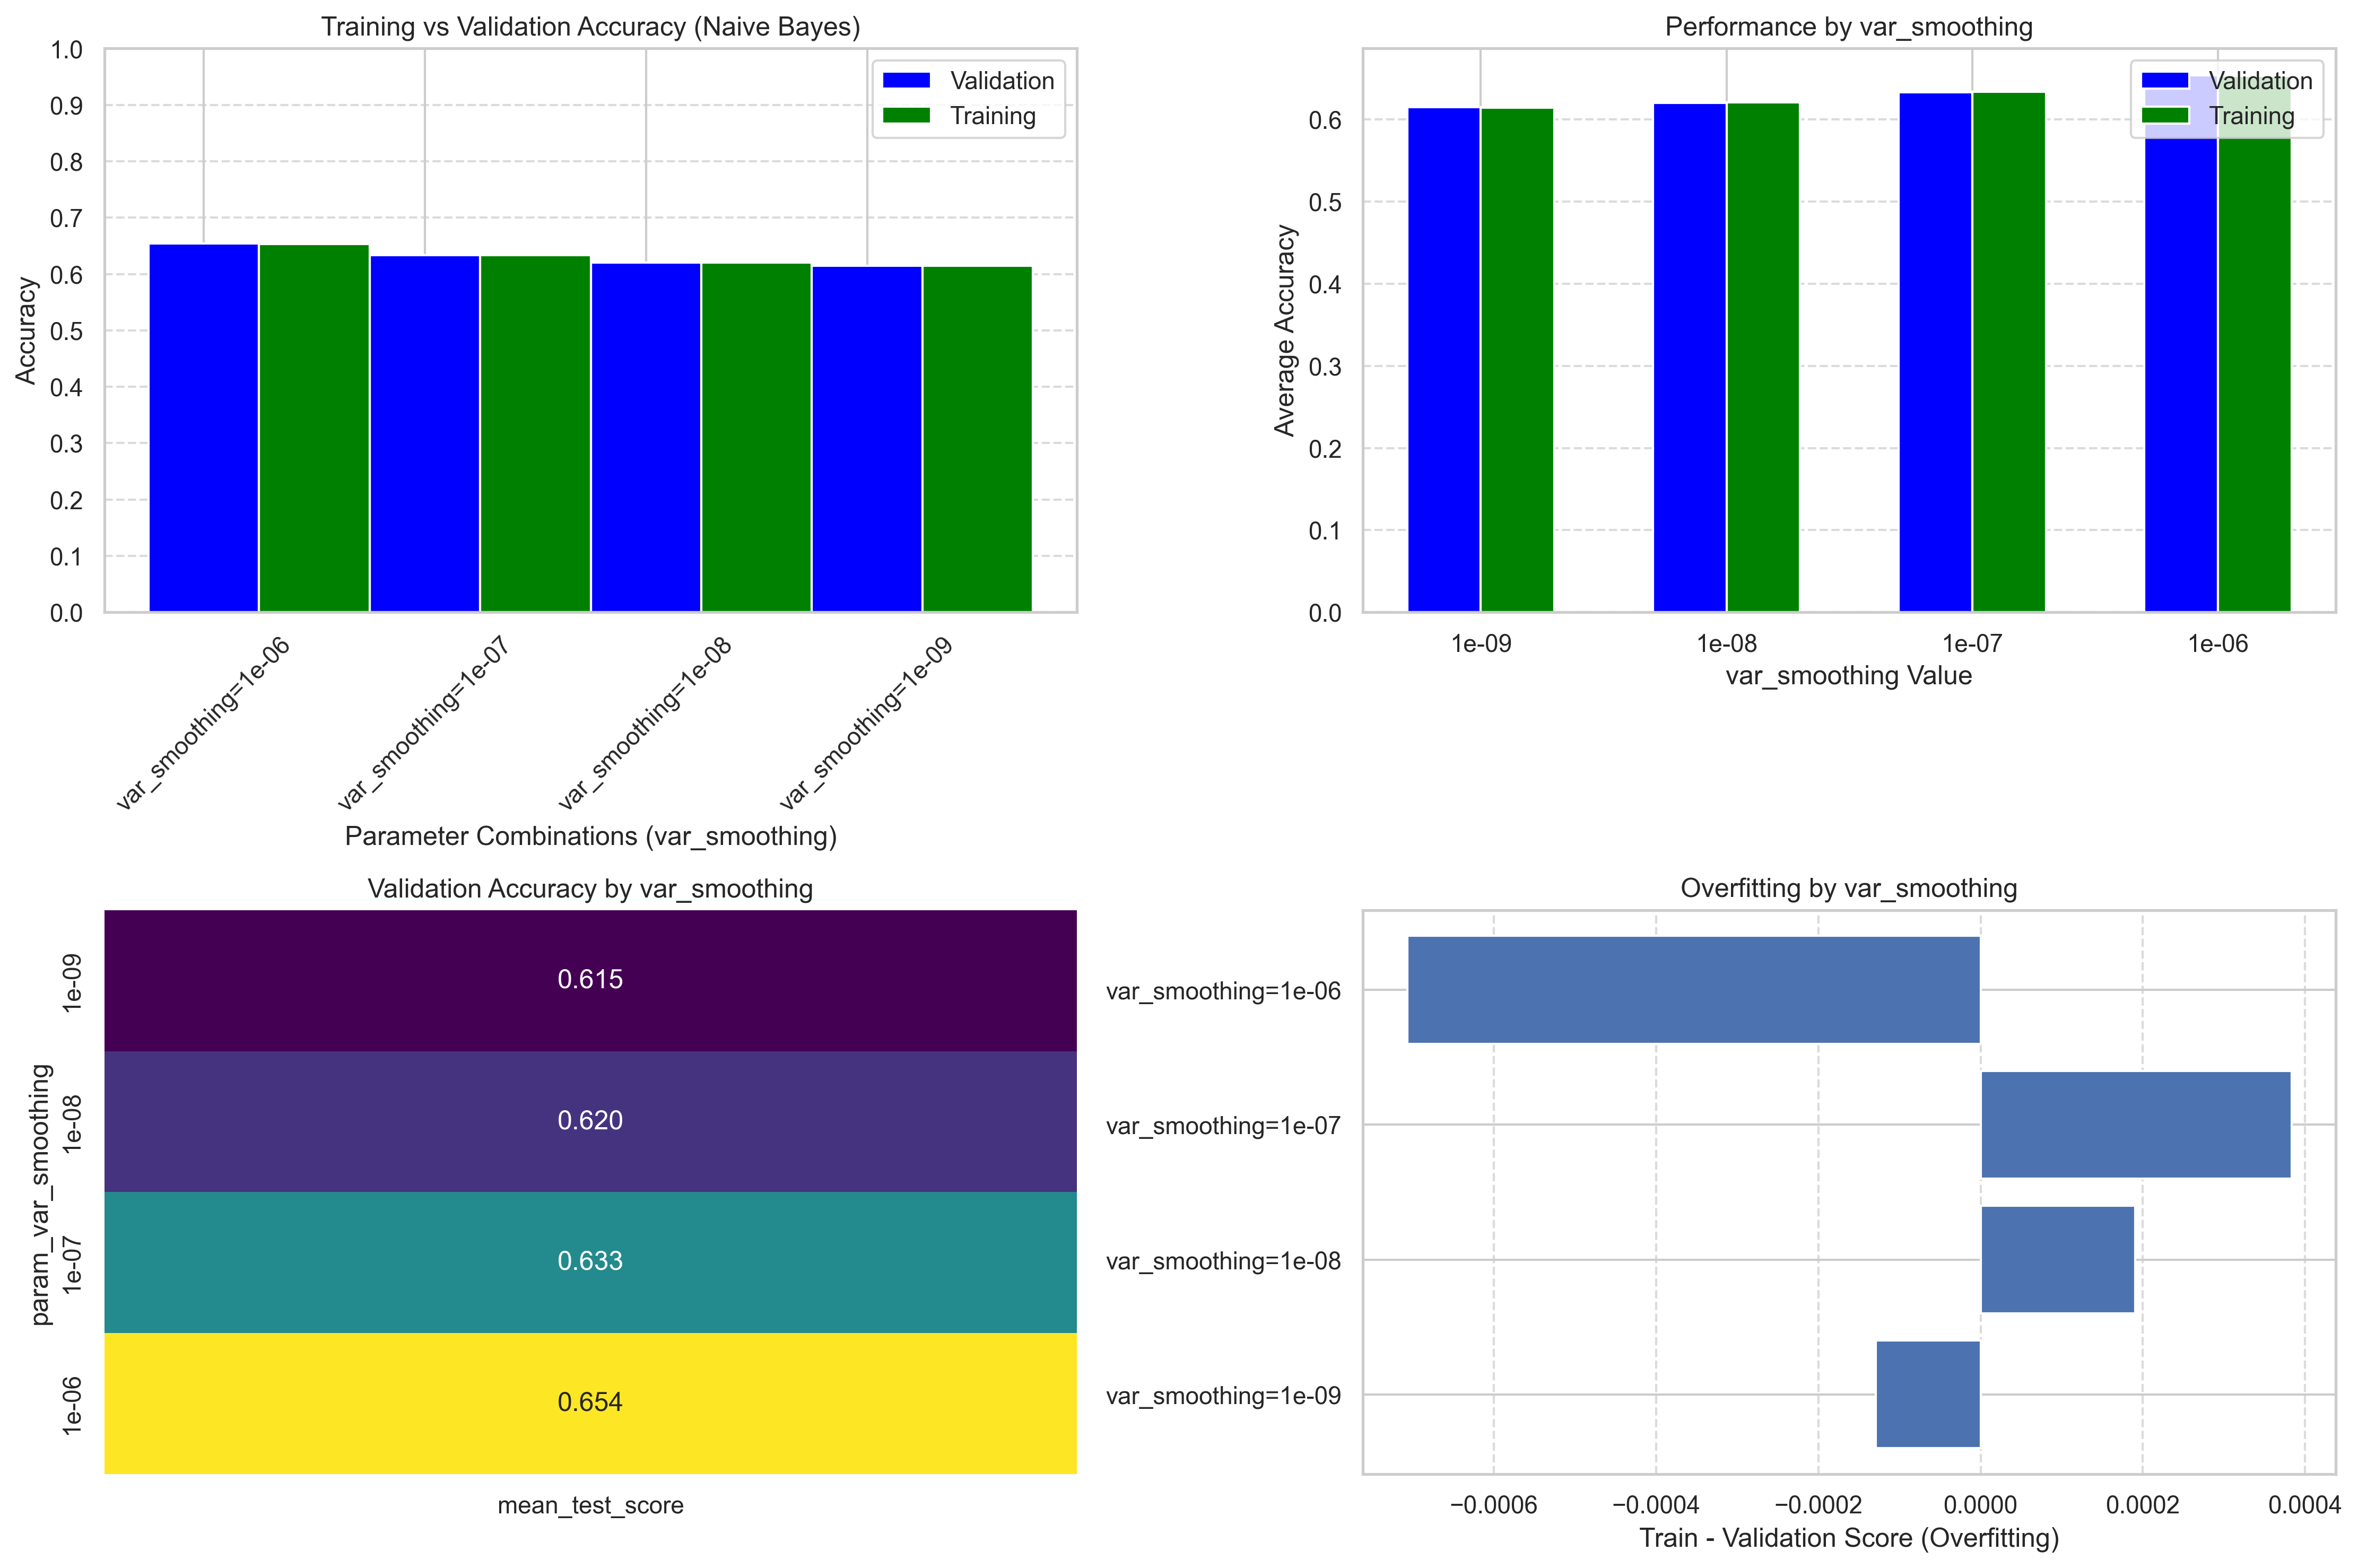 Training vs Validation Accuracy (Naive Bayes)
1.0
0.9
0.8
0.7
0.6
0.5
0.4
0.3
0.2
0.1
0.0
Accuracy
Validation
Training
var_smoothing=1e-06
var_smoothing=1e-07
var_smoothing=1e-08
var_smoothing=1e-09
Parameter Combinations (var_smoothing)
Performance by var_smoothing
0.6
0.5
0.4
0.3
0.2
0.1
0.0
Average Accuracy
Validation
Training
1e-09 1e-08 1e-07 1e-06
var_smoothing Value
Validation Accuracy by var_smoothing
param_var_smoothing
1e-09
0.615
1e-08
0.620
1e-07
0.633
1e-06
0.654
mean_test_score
Overfitting by var_smoothing
var_smoothing=1e-06
var_smoothing=1e-07
var_smoothing=1e-08
var_smoothing=1e-09
−0.0006 −0.0004 −0.0002 0.0000 0.0002 0.0004
Train - Validation Score (Overfitting)